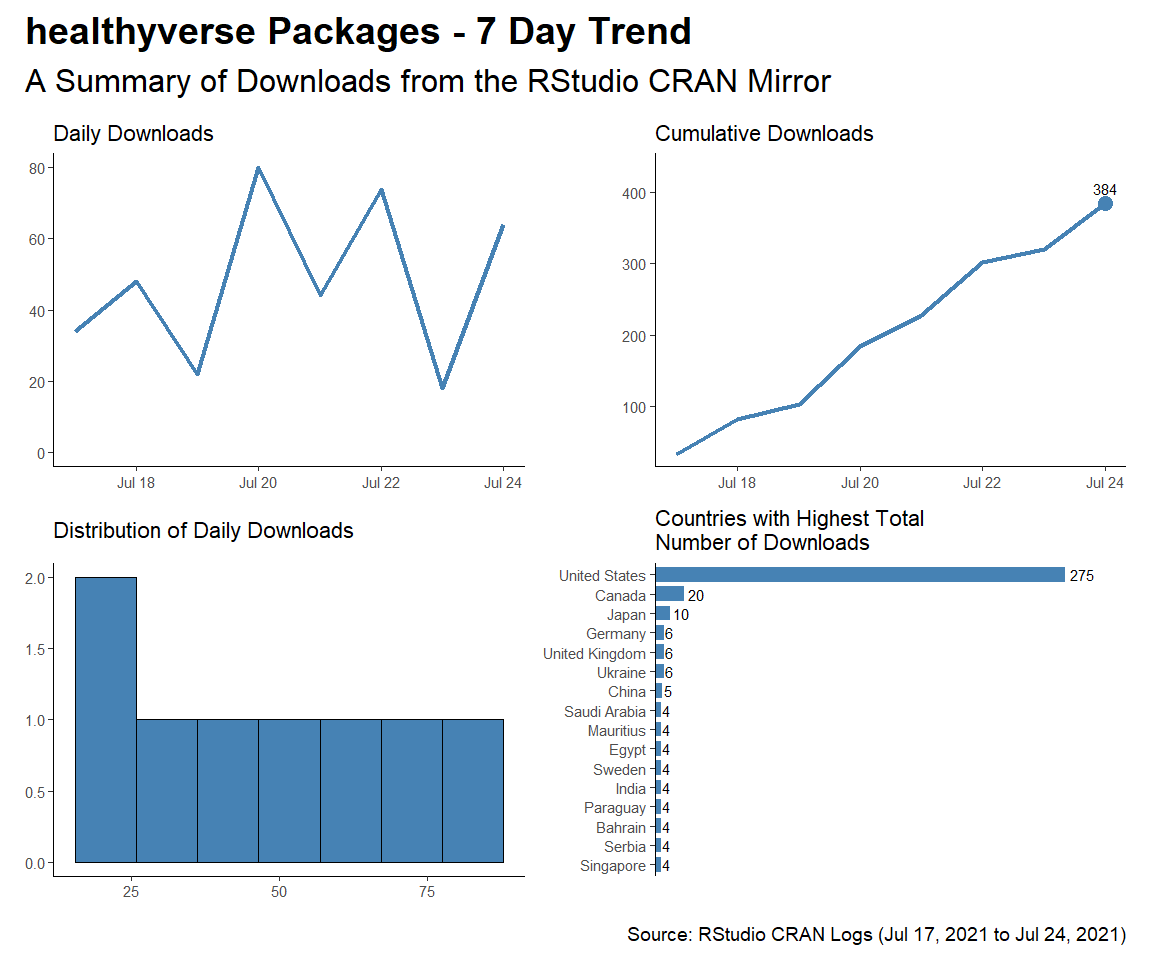 healthyverse Packages - 7 Day Trend
A Summary of Downloads from the RStudio CRAN Mirror
Daily Downloads
80
60
40
20
0
Jul 18
Jul 20
Jul 22
Jul 24
Cumulative Downloads
400
300
200
100
384
Jul 18
Jul 20
Jul 22
Jul 24
Distribution of Daily Downloads
2.0
1.5
1.0
0.5
0.0
25
50
75
Countries with Highest Total
Number of Downloads
United States 275
Canada 20
Japan 10
Germany 6
United Kingdom 6
Ukraine 6
China 5
Saudi Arabia 4
Mauritius 4
Egypt 4
Sweden 4
India 4
Paraguay 4
Bahrain 4
Serbia 4
Singapore 4
Source: RStudio CRAN Logs (Jul 17, 2021 to Jul 24, 2021)